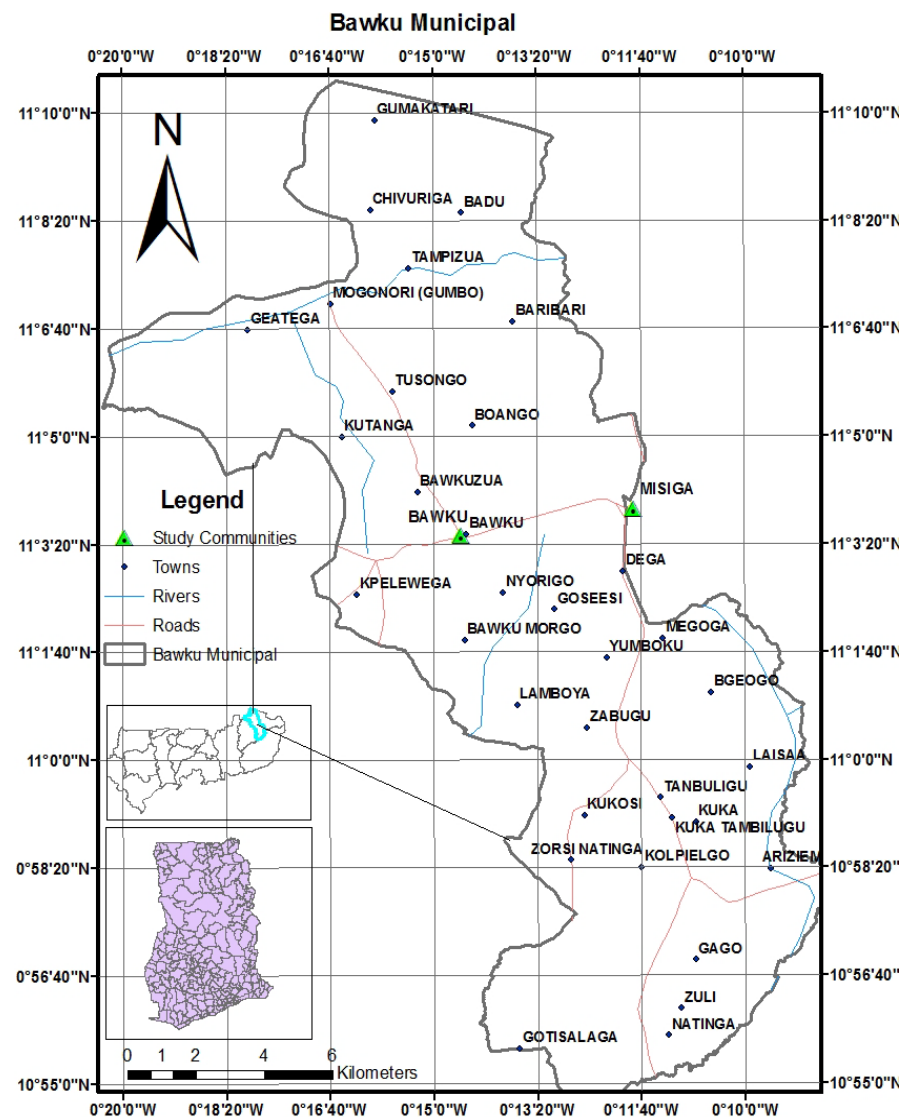 Bawku Municipal
0°20'0"W 0°18'20"W 0°16'40"W 0°15'0"W 0°13'20"W 0°11'40"W 0°10'0"W
11°10'0"N
N
GUMAKATARI
11°10'0"N
CHIVURIGA
BADU
11°8'20"N
11°8'20"N
TAMPIZUA
MOGONORI (GUMBO)
GEATEGA
BARIBARI
11°6'40"N
11°6'40"N
TUSONGO
BOANGO
KUTANGA
11°5'0"N
11°5'0"N
BAWKUZUA
MISIGA
BAWKU
BAWKU
11°3'20"N
11°3'20"N
DEGA
KPELEWEGA
NYORIGO
GOSEESI
BAWKU MORGO
MEGOGA
YUMBOKU
11°1'40"N
11°1'40"N
BGEOGO
LAMBOYA
ZABUGU
Legend
Study Communities
Towns
Rivers
Roads
Bawku Municipal
11°0'0"N
11°0'0"N
LAISAA
TANBULIGU
KUKOSI
KUKA
KUKA TAMBILUGU
ZORSI NATINGA
KOLPIELGO
ARIZIEM
10°58'20"N
10°58'20"N
GAGO
0°56'40"N
10°56'40"N
ZULI
NATINGA
GOTISALAGA
0 1 2 4 6
Kilometers
10°55'0"N
10°55'0"N
0°20'0"W 0°18'20"W 0°16'40"W 0°15'0"W 0°13'20"W 0°11'40"W 0°10'0"W